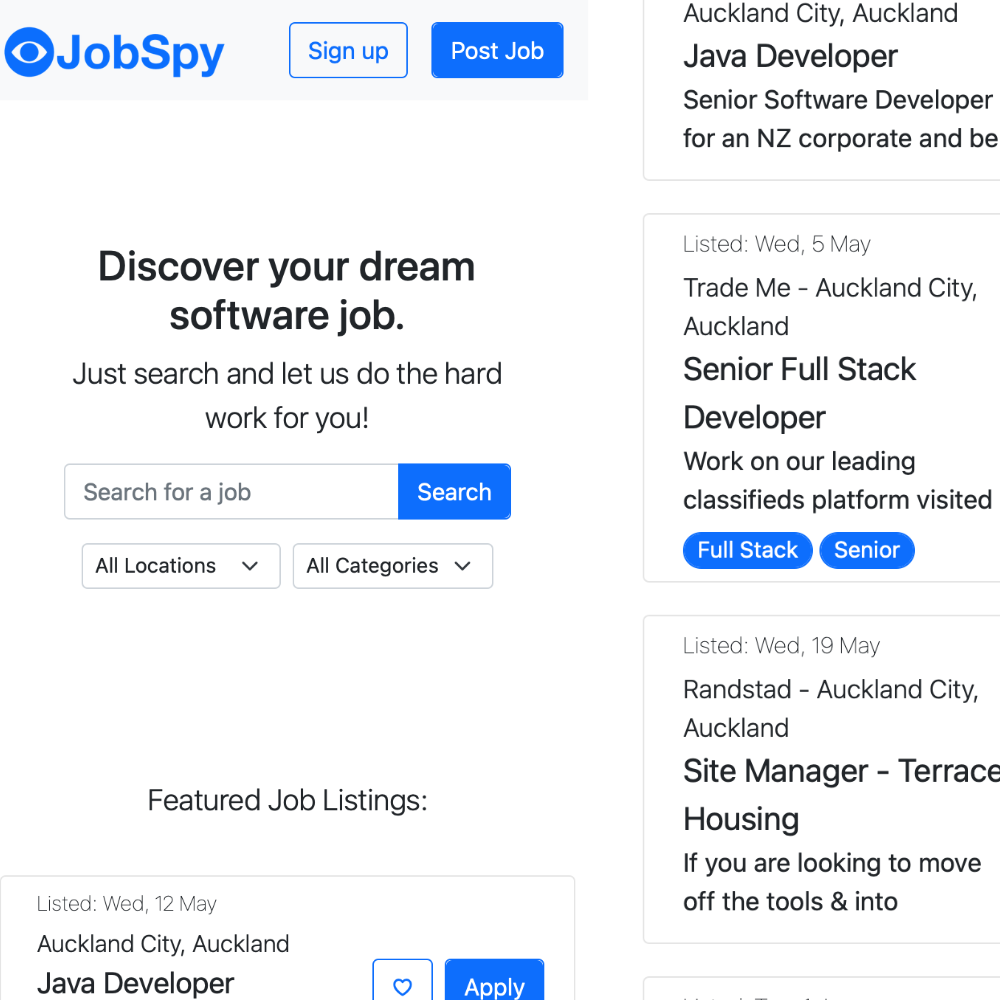 JobSpy
Sign up
Post Job
Discover your dream
software job.
Just search and let us do the hard
work for you!
Search for a job
Search
All Locations
All Categories
Featured Job Listings:
Listed: Wed, 12 May
Auckland City, Auckland
Java Developer
Apply
Auckland City, Auckland
Java Developer
Senior Software Developer
for an NZ corporate and be
Listed: Wed, 5 May
Trade Me - Auckland City,
Auckland
Senior Full Stack
Developer
Work on our leading
classifieds platform visited
Full Stack
Senior
Listed: Wed, 19 May
Randstad - Auckland City,
Auckland
Site Manager - Terrace
Housing
If you are looking to move
off the tools & into